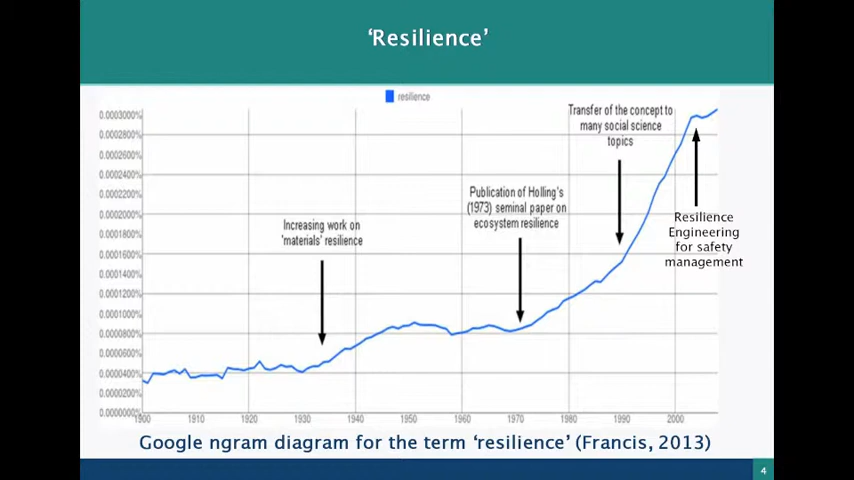 ‘Resilience’
resilience
0.0003000%
0.0002800%
0.0002600%
0.0002400%
0.0002200%
0.0002000%
0.0001800%
0.0001600%
0.0001400%
0.0001200%
0.0001000%
0.0000800%
0.0000600%
0.0000400%
0.0000200%
0.0000000%
Increasing work on
'materials' resilience
Publication of Holling's
(1973) seminal paper on
ecosystem resilience
Transfer of the concept to
many social science
topics
Resilience
Engineering
for safety
management
1900 1910 1920 1930 1940 1950 1960 1970 1980 1990 2000
Google ngram diagram for the term ‘resilience’ (Francis, 2013)
4